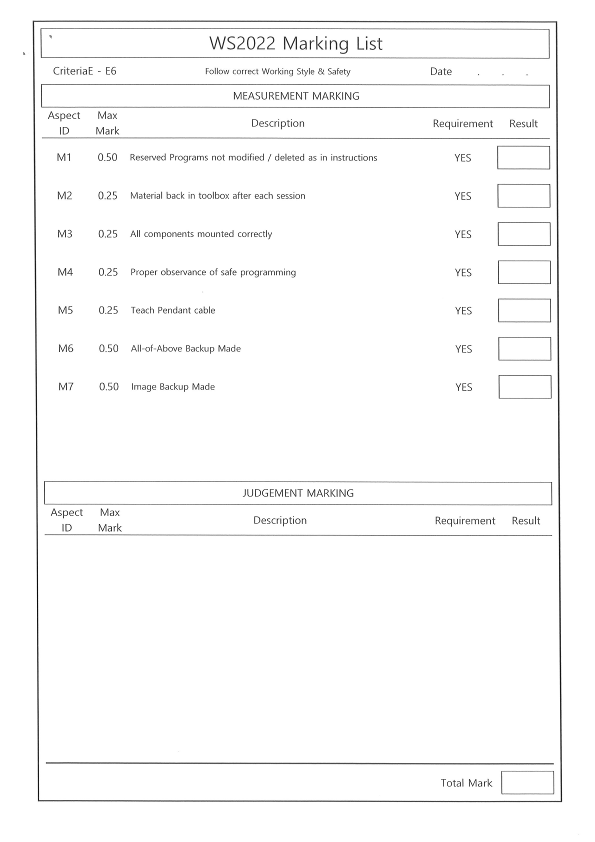 WS2022 Marking List
CriteriaE - E6 Follow correct Working Style & Safety Date . . .
MEASUREMENT MARKING
Aspect ID Max Mark Description Requirement Result
M1 0.50 Reserved Programs not modified / deleted as in instructions YES
M2 0.25 Material back in toolbox after each session YES
M3 0.25 All components mounted correctly YES
M4 0.25 Proper observance of safe programming YES
M5 0.25 Teach Pendant cable YES
M6 0.50 All-of-Above Backup Made YES
M7 0.50 Image Backup Made YES
JUDGEMENT MARKING
Aspect ID Max Mark Description Requirement Result
Total Mark